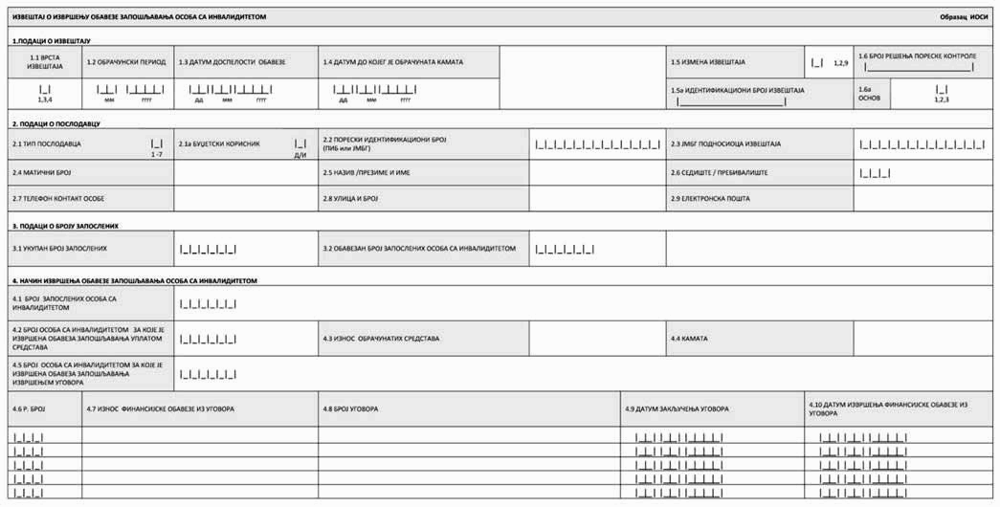 ИЗВЕШТАЈ О ИЗВРШЕЊУ ОБАВЕЗЕ ЗАПОШЉАВАЊА ОСОБА СА ИНВАЛИДИТЕТОМ
Образац ИОСИ
1.ПОДАЦИ О ИЗВЕШТАЈУ
1.1 ВРСТА
ИЗВЕШТАЈА
1.2 ОБРАЧУНСКИ ПЕРИОД
1.3 ДАТУМ ДОСПЕЛОСТИ ОБАВЕЗЕ
1.4 ДАТУМ ДО КОЈЕГ ЈЕ ОБРАЧУНАТА КАМАТА
1.5 ИЗМЕНА ИЗВЕШТАЈА
|_| 1,2,9
1.6 БРОЈ РЕШЕЊА ПОРЕСКЕ КОНТРОЛЕ
|____________________|
|_|
1,3,4
|_|_| |_|_|_|_|
мм гггг
|_|_| |_|_| |_|_|_|_|
дд мм гггг
|_|_| |_|_| |_|_|_|_|
дд мм гггг
1.5а ИДЕНТИФИКАЦИОНИ БРОЈ ИЗВЕШТАЈА
|____________________|
1.6а
ОСНОВ
|_|
1,2,3
2. ПОДАЦИ О ПОСЛОДАВЦУ
2.1 ТИП ПОСЛОДАВЦА |_|
1 -7
2.1а БУЏЕТСКИ КОРИСНИК |_|
Д/И
2.2 ПОРЕСКИ ИДЕНТИФИКАЦИОНИ БРОЈ
(ПИБ или ЈМБГ)
|_|_|_|_|_|_|_|_|_|_|_|_|_|
2.3 ЈМБГ ПОДНОСИОЦА ИЗВЕШТАЈА
|_|_|_|_|_|_|_|_|_|_|_|_|_|
2.4 МАТИЧНИ БРОЈ
2.5 НАЗИВ /ПРЕЗИМЕ И ИМЕ
2.6 СЕДИШТЕ / ПРЕБИВАЛИШТЕ
|_|_|_|
2.7 ТЕЛЕФОН КОНТАКТ ОСОБЕ
2.8 УЛИЦА И БРОЈ
2.9 ЕЛЕКТРОНСКА ПОШТА
3. ПОДАЦИ О БРОЈУ ЗАПОСЛЕНИХ
3.1 УКУПАН БРОЈ ЗАПОСЛЕНИХ
|_|_|_|_|_|_|
3.2 ОБАВЕЗАН БРОЈ ЗАПОСЛЕНИХ ОСОБА СА ИНВАЛИДИТЕТОМ
|_|_|_|_|_|_|
4. НАЧИН ИЗВРШЕЊА ОБАВЕЗЕ ЗАПОШЉАВАЊА ОСОБА СА ИНВАЛИДИТЕТОМ
4.1 БРОЈ ЗАПОСЛЕНИХ ОСОБА СА
ИНВАЛИДИТЕТОМ
|_|_|_|_|_|_|
4.2 БРОЈ ОСОБА СА ИНВАЛИДИТЕТОМ ЗА КОЈЕ ЈЕ
ИЗВРШЕНА ОБАВЕЗА ЗАПОШЉАВАЊА УПЛАТОМ
СРЕДСТАВА
|_|_|_|_|_|_|
4.3 ИЗНОС ОБРАЧУНАТИХ СРЕДСТАВА
4.4 КАМАТА
4.5 БРОЈ ОСОБА СА ИНВАЛИДИТЕТОМ ЗА КОЈЕ ЈЕ
ИЗВРШЕНА ОБАВЕЗА ЗАПОШЉАВАЊА
ИЗВРШЕЊЕМ УГОВОРА
|_|_|_|_|_|_|
4.6 Р. БРОЈ
4.7 ИЗНОС ФИНАНСИЈСКЕ ОБАВЕЗЕ ИЗ УГОВОРА
4.8 БРОЈ УГОВОРА
4.9 ДАТУМ ЗАКЉУЧЕЊА УГОВОРА
4.10 ДАТУМ ИЗВРШЕЊА ФИНАНСИЈСКЕ ОБАВЕЗЕ ИЗ
УГОВОРА
|_|_|_| |_|_| |_|_| |_|_|_|_| |_|_| |_|_| |_|_|_|_|
|_|_|_| |_|_| |_|_| |_|_|_|_| |_|_| |_|_| |_|_|_|_|
|_|_|_| |_|_| |_|_| |_|_|_|_| |_|_| |_|_| |_|_|_|_|
|_|_|_| |_|_| |_|_| |_|_|_|_| |_|_| |_|_| |_|_|_|_|
|_|_|_| |_|_| |_|_| |_|_|_|_| |_|_| |_|_| |_|_|_|_|